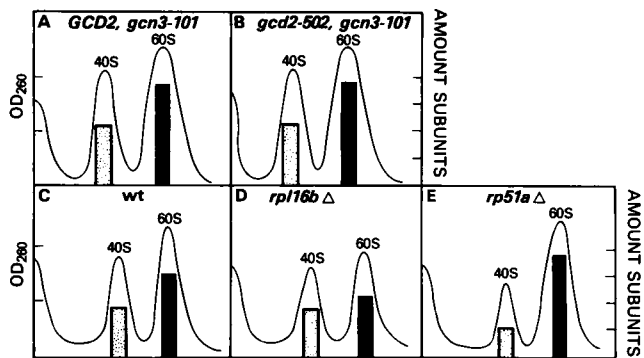 A GCD2, gcn3-101
40S
60S
B gcd2-502, gcn3-101
40S
60S
OD260
AMOUNT SUBUNITS
C wt
40S
60S
D rpl16b Δ
40S
60S
E rp51a Δ
40S
60S
OD260
AMOUNT SUBUNITS